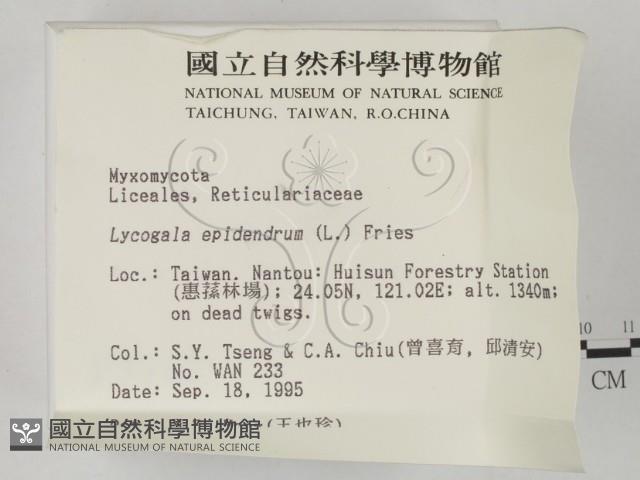 國立自然科學博物館
NATIONAL MUSEUM OF NATURAL SCIENCE
TAICHUNG, TAIWAN, R.O.CHINA
Myxomycota
Liceales, Reticulariaceae
Lycogala epidendrum (L.) Fries
Loc.: Taiwan. Nantou: Huisun Forestry Station
(惠蓀林場); 24.05N, 121.02E; alt. 1340m;
on dead twigs.
Col.: S.Y. Tseng & C.A. Chiu(曾喜育, 邱清安)
No. WAN 233
Date: Sep. 18, 1995
(王也珍)
國立自然科學博物館
NATIONAL MUSEUM OF NATURAL SCIENCE
10 11
CM